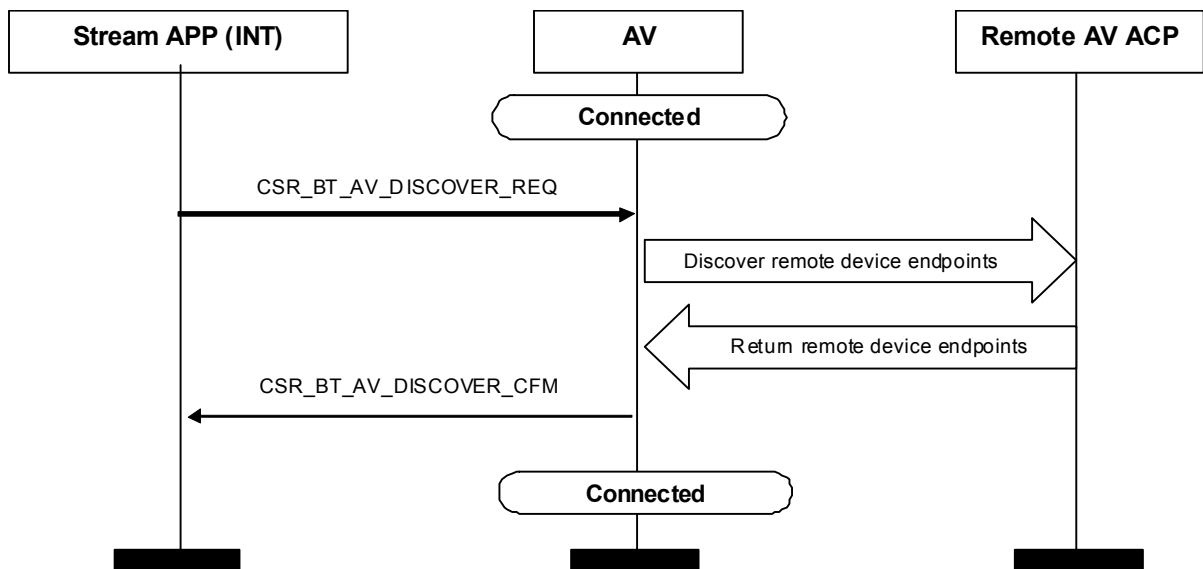 Stream APP (INT)
AV
Remote AV ACP
Connected
CSR_BT_AV_DISCOVER_REQ
Discover remote device endpoints
Return remote device endpoints
CSR_BT_AV_DISCOVER_CFM
Connected